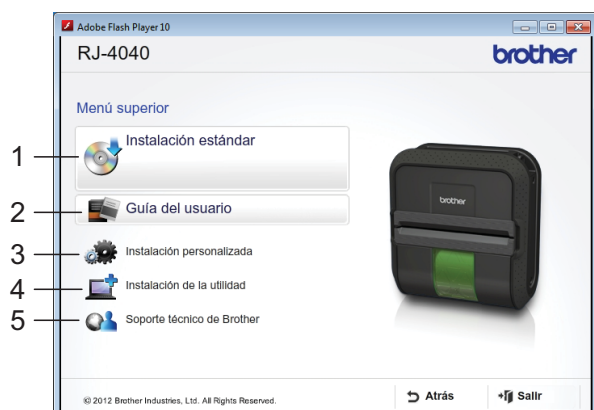 Adobe Flash Player 10
RJ-4040
brother
Menú superior
1
Instalación estándar
2
Guía del usuario
3
Instalación personalizada
4
Instalación de la utilidad
5
Soporte técnico de Brother
brother
© 2012 Brother Industries, Ltd. All Rights Reserved.
Atrás
Salir